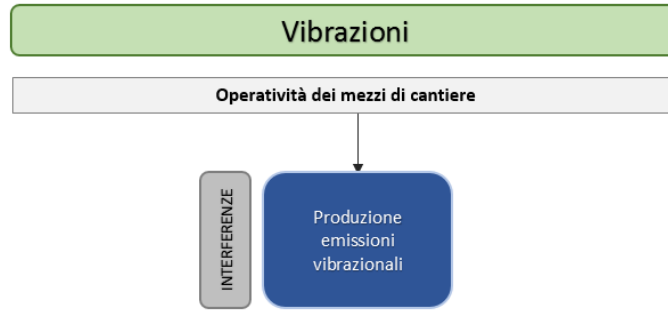 Vibrazioni
Operatività dei mezzi di cantiere
INTERFERENZE
Produzione
emissioni
vibrazionali